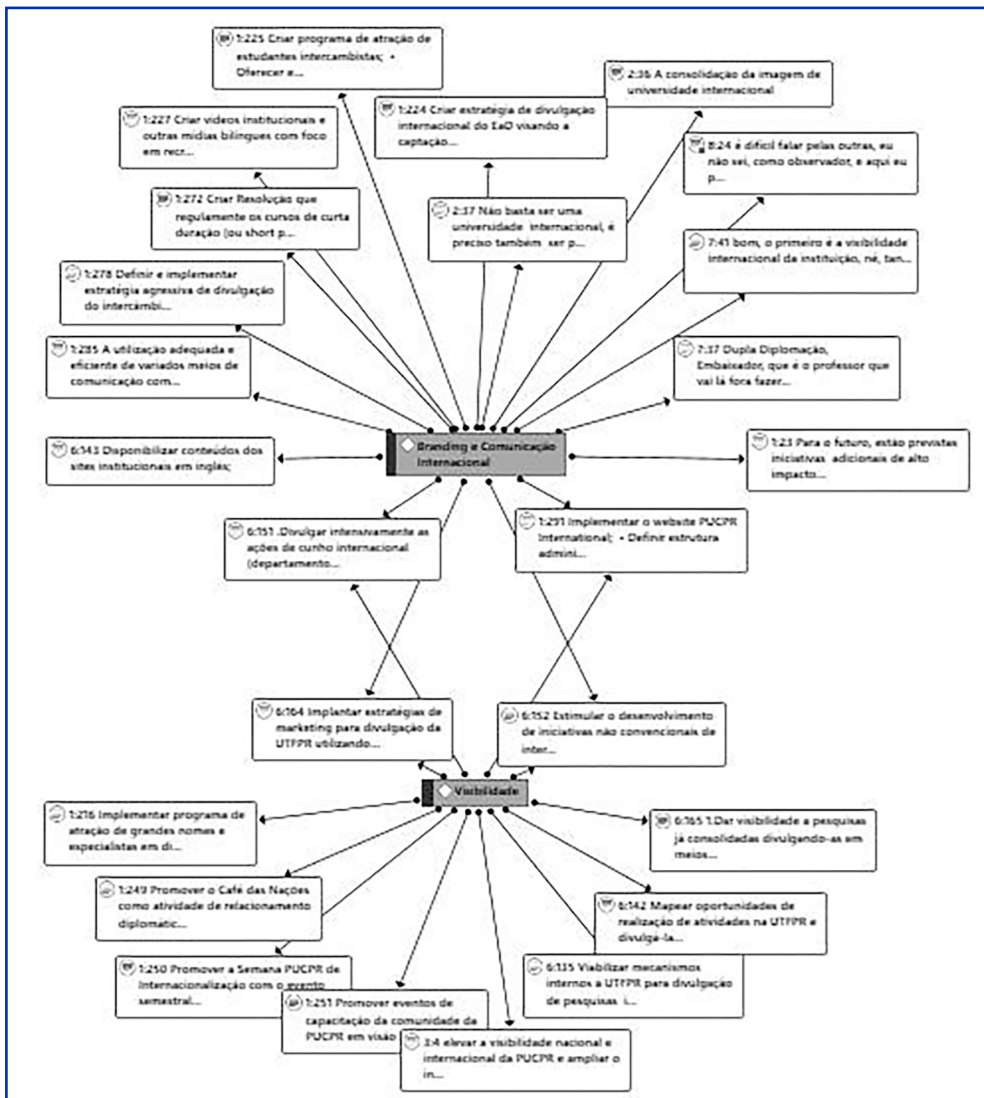 1:225 Criar programa de atração de
estudantes intercambistas; •
Oferecer e...
2:36 A consolidação da imagem de
universidade internacional
1:227 Criar vídeos institucionais e
outras mídias bilíngues com foco
em recr...
1:224 Criar estratégia de divulgação
internacional do EaD visando a
captação...
8:24 é difícil falar pelas outras, eu
não sei, como observador, e aqui eu
p...
1:272 Criar Resolução que
regulamente os cursos de curta
duração (ou short p...
2:37 Não basta ser uma
universidade internacional, é
preciso também ser p...
7:41 bom, o primeiro é a visibilidade
internacional da instituição, né, tan...
1:278 Definir e implementar
estratégia agressiva de divulgação
do intercâmbi...
1:285 A utilização adequada e
eficiente de variados meios de
comunicação com...
7:37 Dupla Diplomação,
Embaixador, que é o professor que
vai lá fora fazer...
6:143 Disponibilizar conteúdos dos
sites institucionais em inglês;
Branding e Comunicação
Internacional
1:23 Para o futuro, estão previstas
iniciativas adicionais de alto
impacto...
6:151 .Divulgar intensivamente as
ações de cunho internacional
(departamento...
1:291 Implementar o website PUCPR
International; • Definir estrutura
admini...
6:164 Implantar estratégias de
marketing para divulgação da
UTFPR utilizando...
6:152 Estimular o desenvolvimento
de iniciativas não convencionais de
inter...
Visibilidade
1:216 Implementar programa de
atração de grandes nomes e
especialistas em di...
6:165 1.Dar visibilidade a pesquisas
já consolidadas divulgando-as em
meios...
1:249 Promover o Café das Nações
como atividade de relacionamento
diplomátic...
6:142 Mapear oportunidades de
realização de atividades na UTFPR e
divulgá-la...
1:250 Promover a Semana PUCPR de
Internacionalização com o evento
semestral...
6:135 Viabilizar mecanismos
internos à UTFPR para divulgação
de pesquisas i...
1:251 Promover eventos de
capacitação da comunidade da
PUCPR em visão
3:4 elevar a visibilidade nacional e
internacional da PUCPR e ampliar o
in...